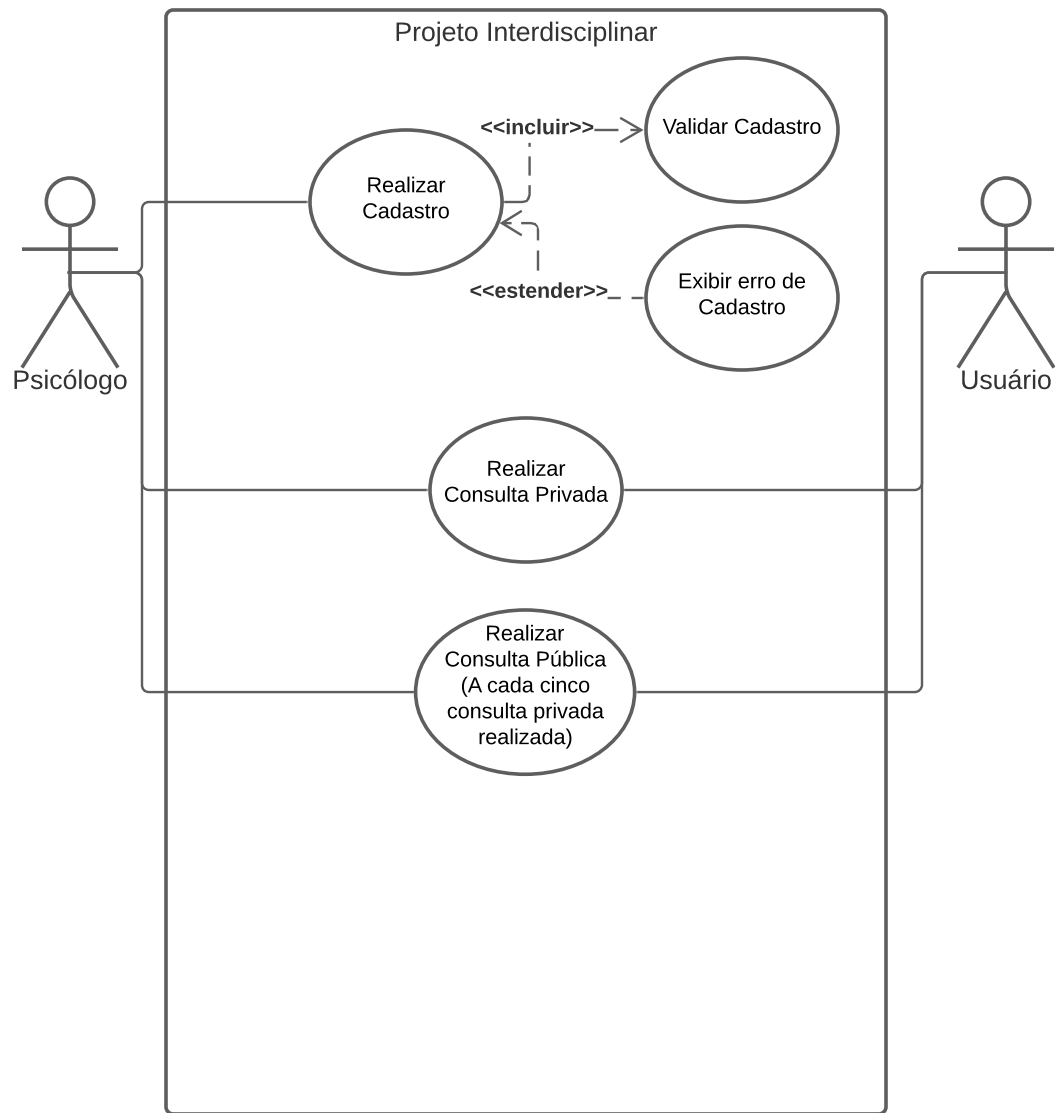 Projeto Interdisciplinar
<<incluir>>
Validar Cadastro
Realizar
Cadastro
<<estender>>
Exibir erro de
Cadastro
Psicólogo
Usuário
Realizar
Consulta Privada
Realizar
Consulta Pública
(A cada cinco
consulta privada
realizada)